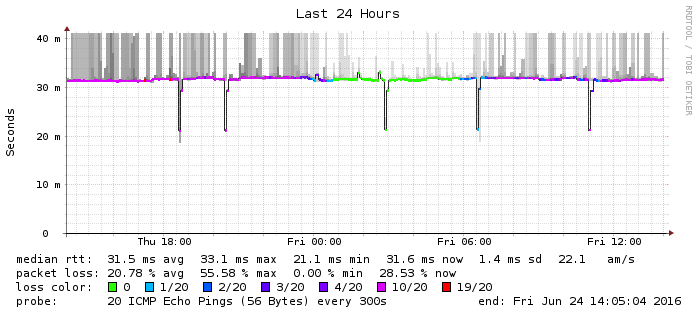 Last 24 Hours
RRDTOOL / TOBI OETIKER
Seconds
40 m
30 m
20 m
10 m
0
Thu 18:00 Fri 00:00 Fri 06:00 Fri 12:00
median rtt: 31.5 ms avg 33.1 ms max 21.1 ms min 31.6 ms now 1.4 ms sd 22.1 am/s
packet loss: 20.78 % avg 55.58 % max 0.00 % min 28.53 % now
loss color: 0 1/20 2/20 3/20 4/20 10/20 19/20
probe: 20 ICMP Echo Pings (56 Bytes) every 300s end: Fri Jun 24 14:05:04 2016